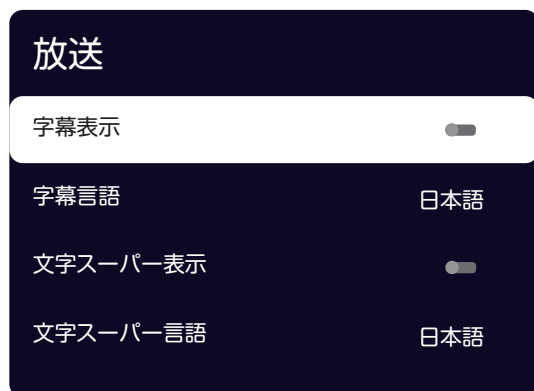 放送
字幕表示
字幕言語 日本語
文字スーパー表示
文字スーパー言語 日本語